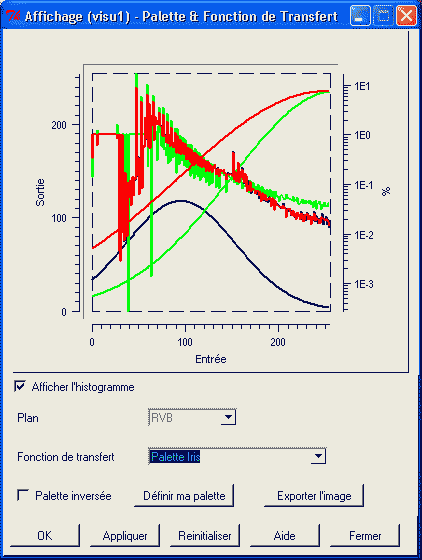 Affichage (visu1) - Palette & Fonction de Transfert
1E1
200
1E0
Sortie
1E-1
%
100
1E-2
1E-3
0
0 100 200
Entrée
Afficher l'histogramme
Plan RVB
Fonction de transfert Palette Iris
Palette inversée Définir ma palette Exporter l'image
OK Appliquer Reinitialiser Aide Fermer